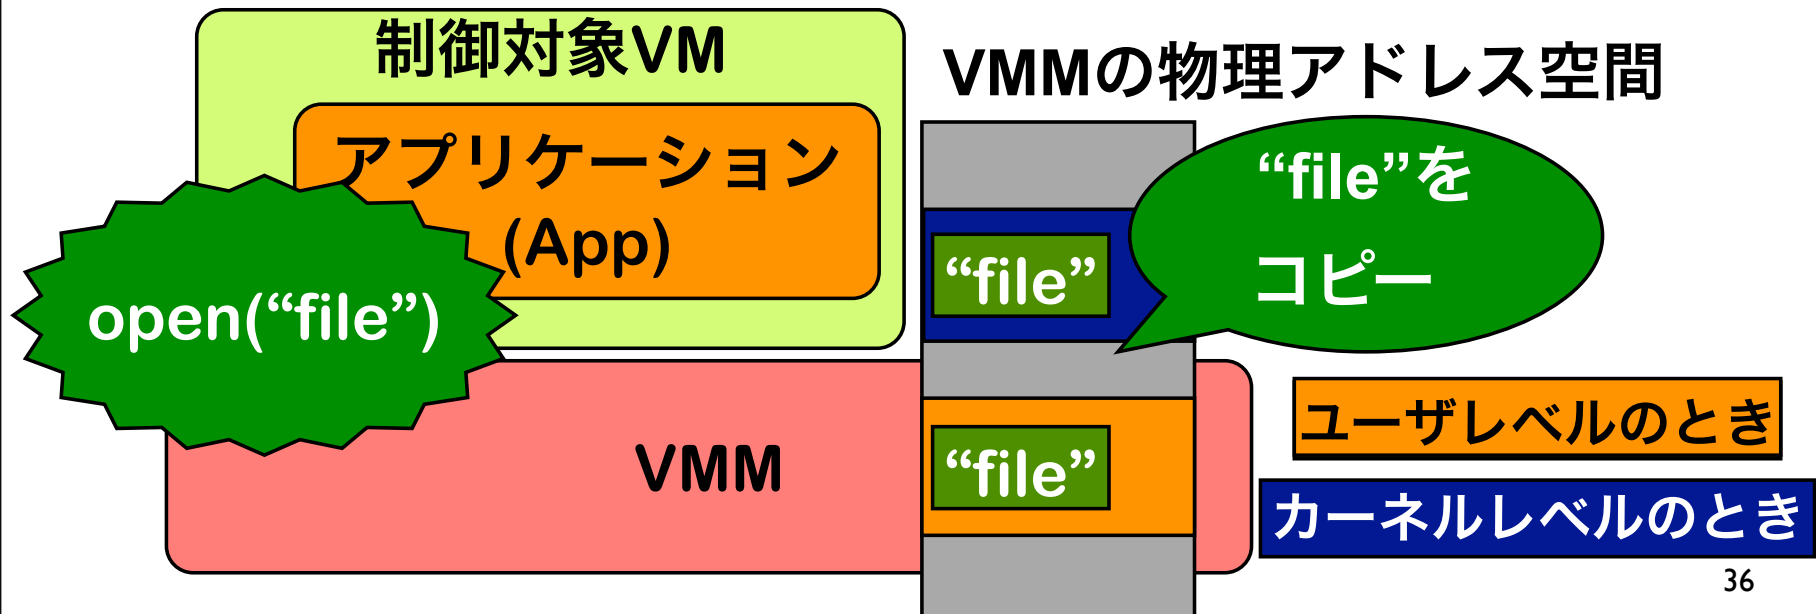 制御対象VM
アプリケーション
(App)
open(“file”)
VMM
VMMの物理アドレス空間
“file”
“file”
“file”を
コピー
ユーザレベルのとき
カーネルレベルのとき
36